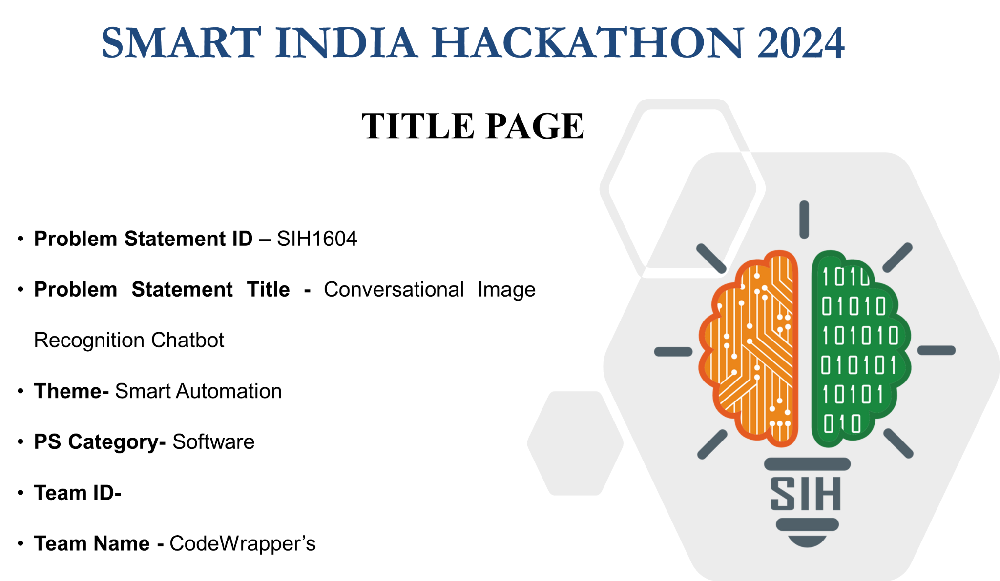 SMART INDIA HACKATHON 2024
TITLE PAGE
• Problem Statement ID – SIH1604
• Problem Statement Title - Conversational Image
Recognition Chatbot
• Theme- Smart Automation
• PS Category- Software
• Team ID-
• Team Name - CodeWrapper’s
1010
01010
101010
010101
10101
010
SIH